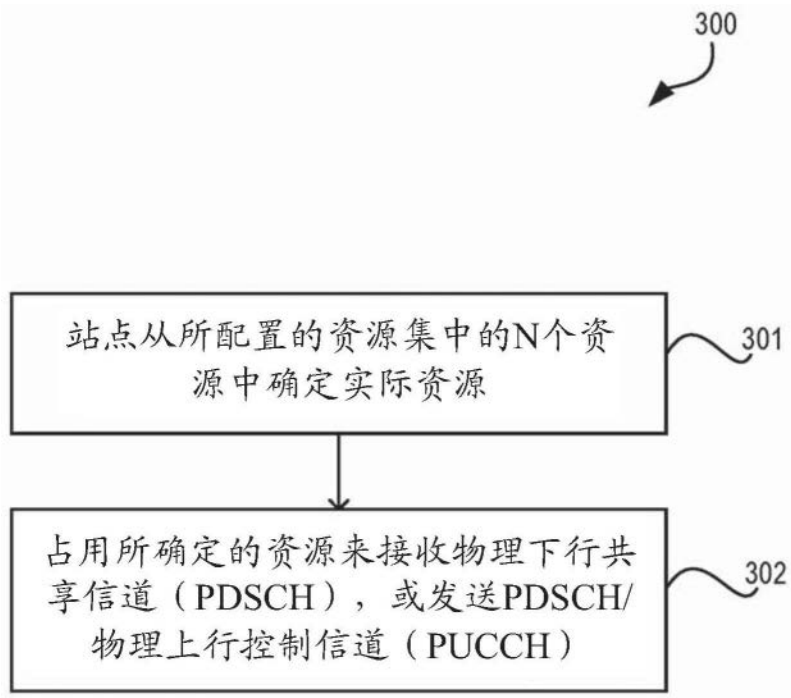 300
站点从所配置的资源集中的N个资
源中确定实际资源
301
占用所确定的资源来接收物理下行共
享信道（PDSCH），或发送PDSCH/
物理上行控制信道（PUCCH）
302